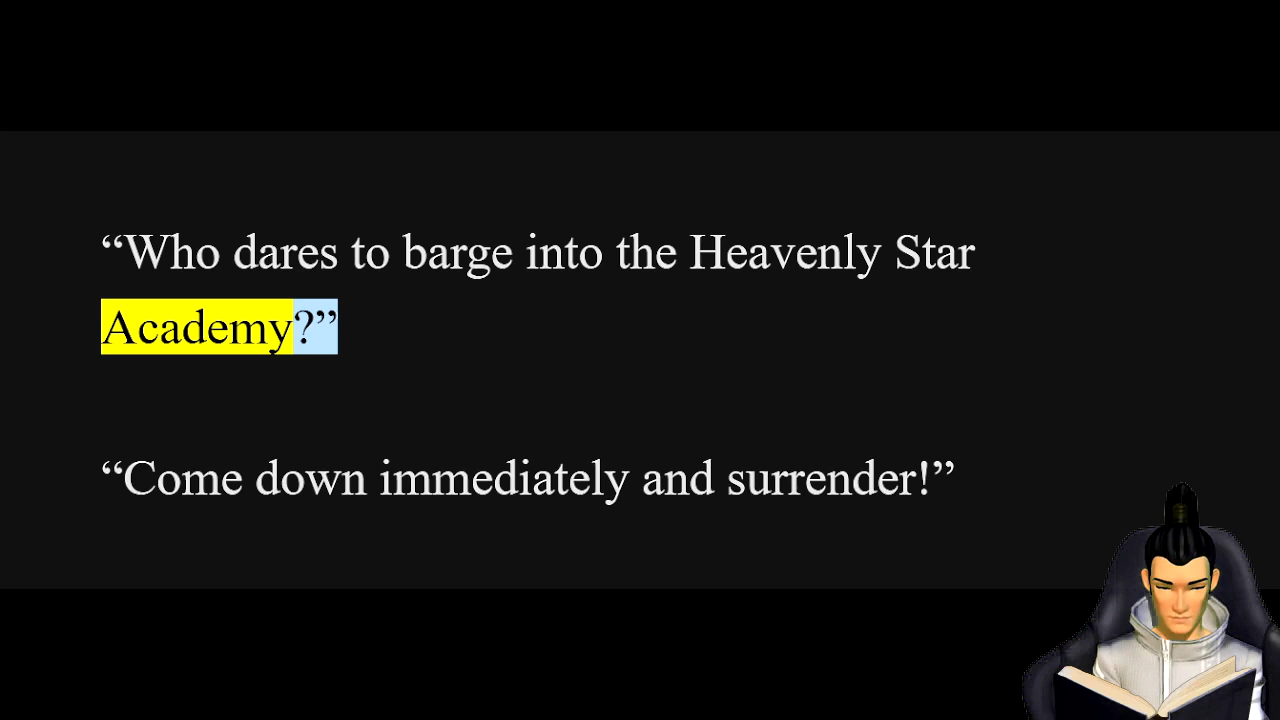 “Who dares to barge into the Heavenly Star
Academy?”
“Come down immediately and surrender!”